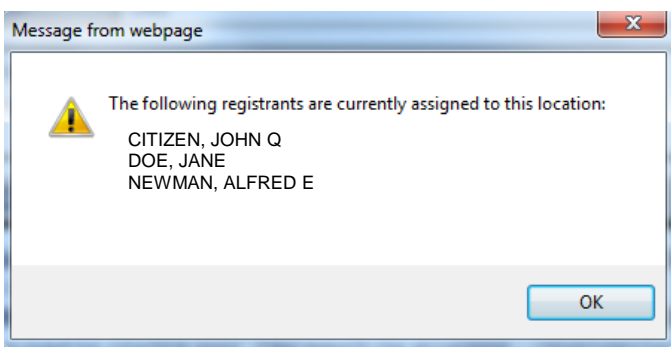 Message from webpage
The following registrants are currently assigned to this location:
CITIZEN, JOHN Q
DOE, JANE
NEWMAN, ALFRED E
OK